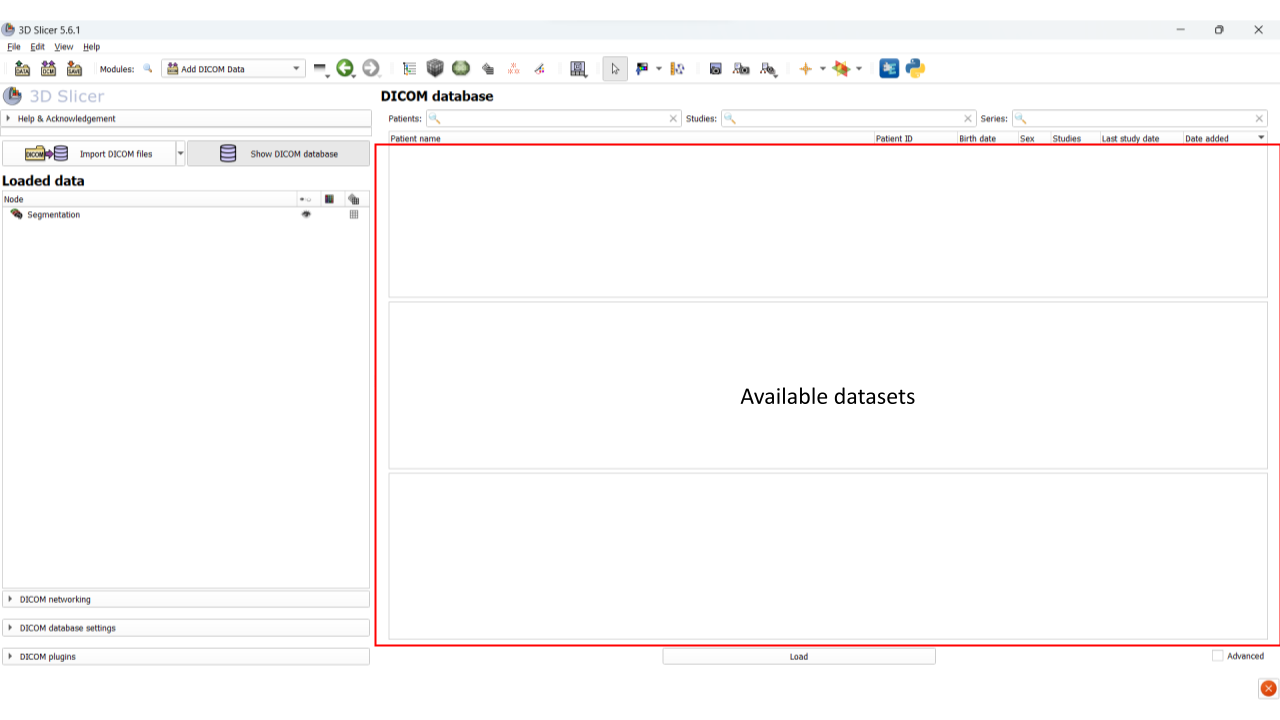 3D Slicer 5.6.1
File Edit View Help
DATA DCM SAVE Modules: Add DICOM Data
3D Slicer
Help & Acknowledgement
DICOM Import DICOM files Show DICOM database
Loaded data
Node
Segmentation
DICOM networking
DICOM database settings
DICOM plugins
DICOM database
Patients: Studies: Series:
Patient name Patient ID Birth date Sex Studies Last study date Date added
Available datasets
Load Advanced